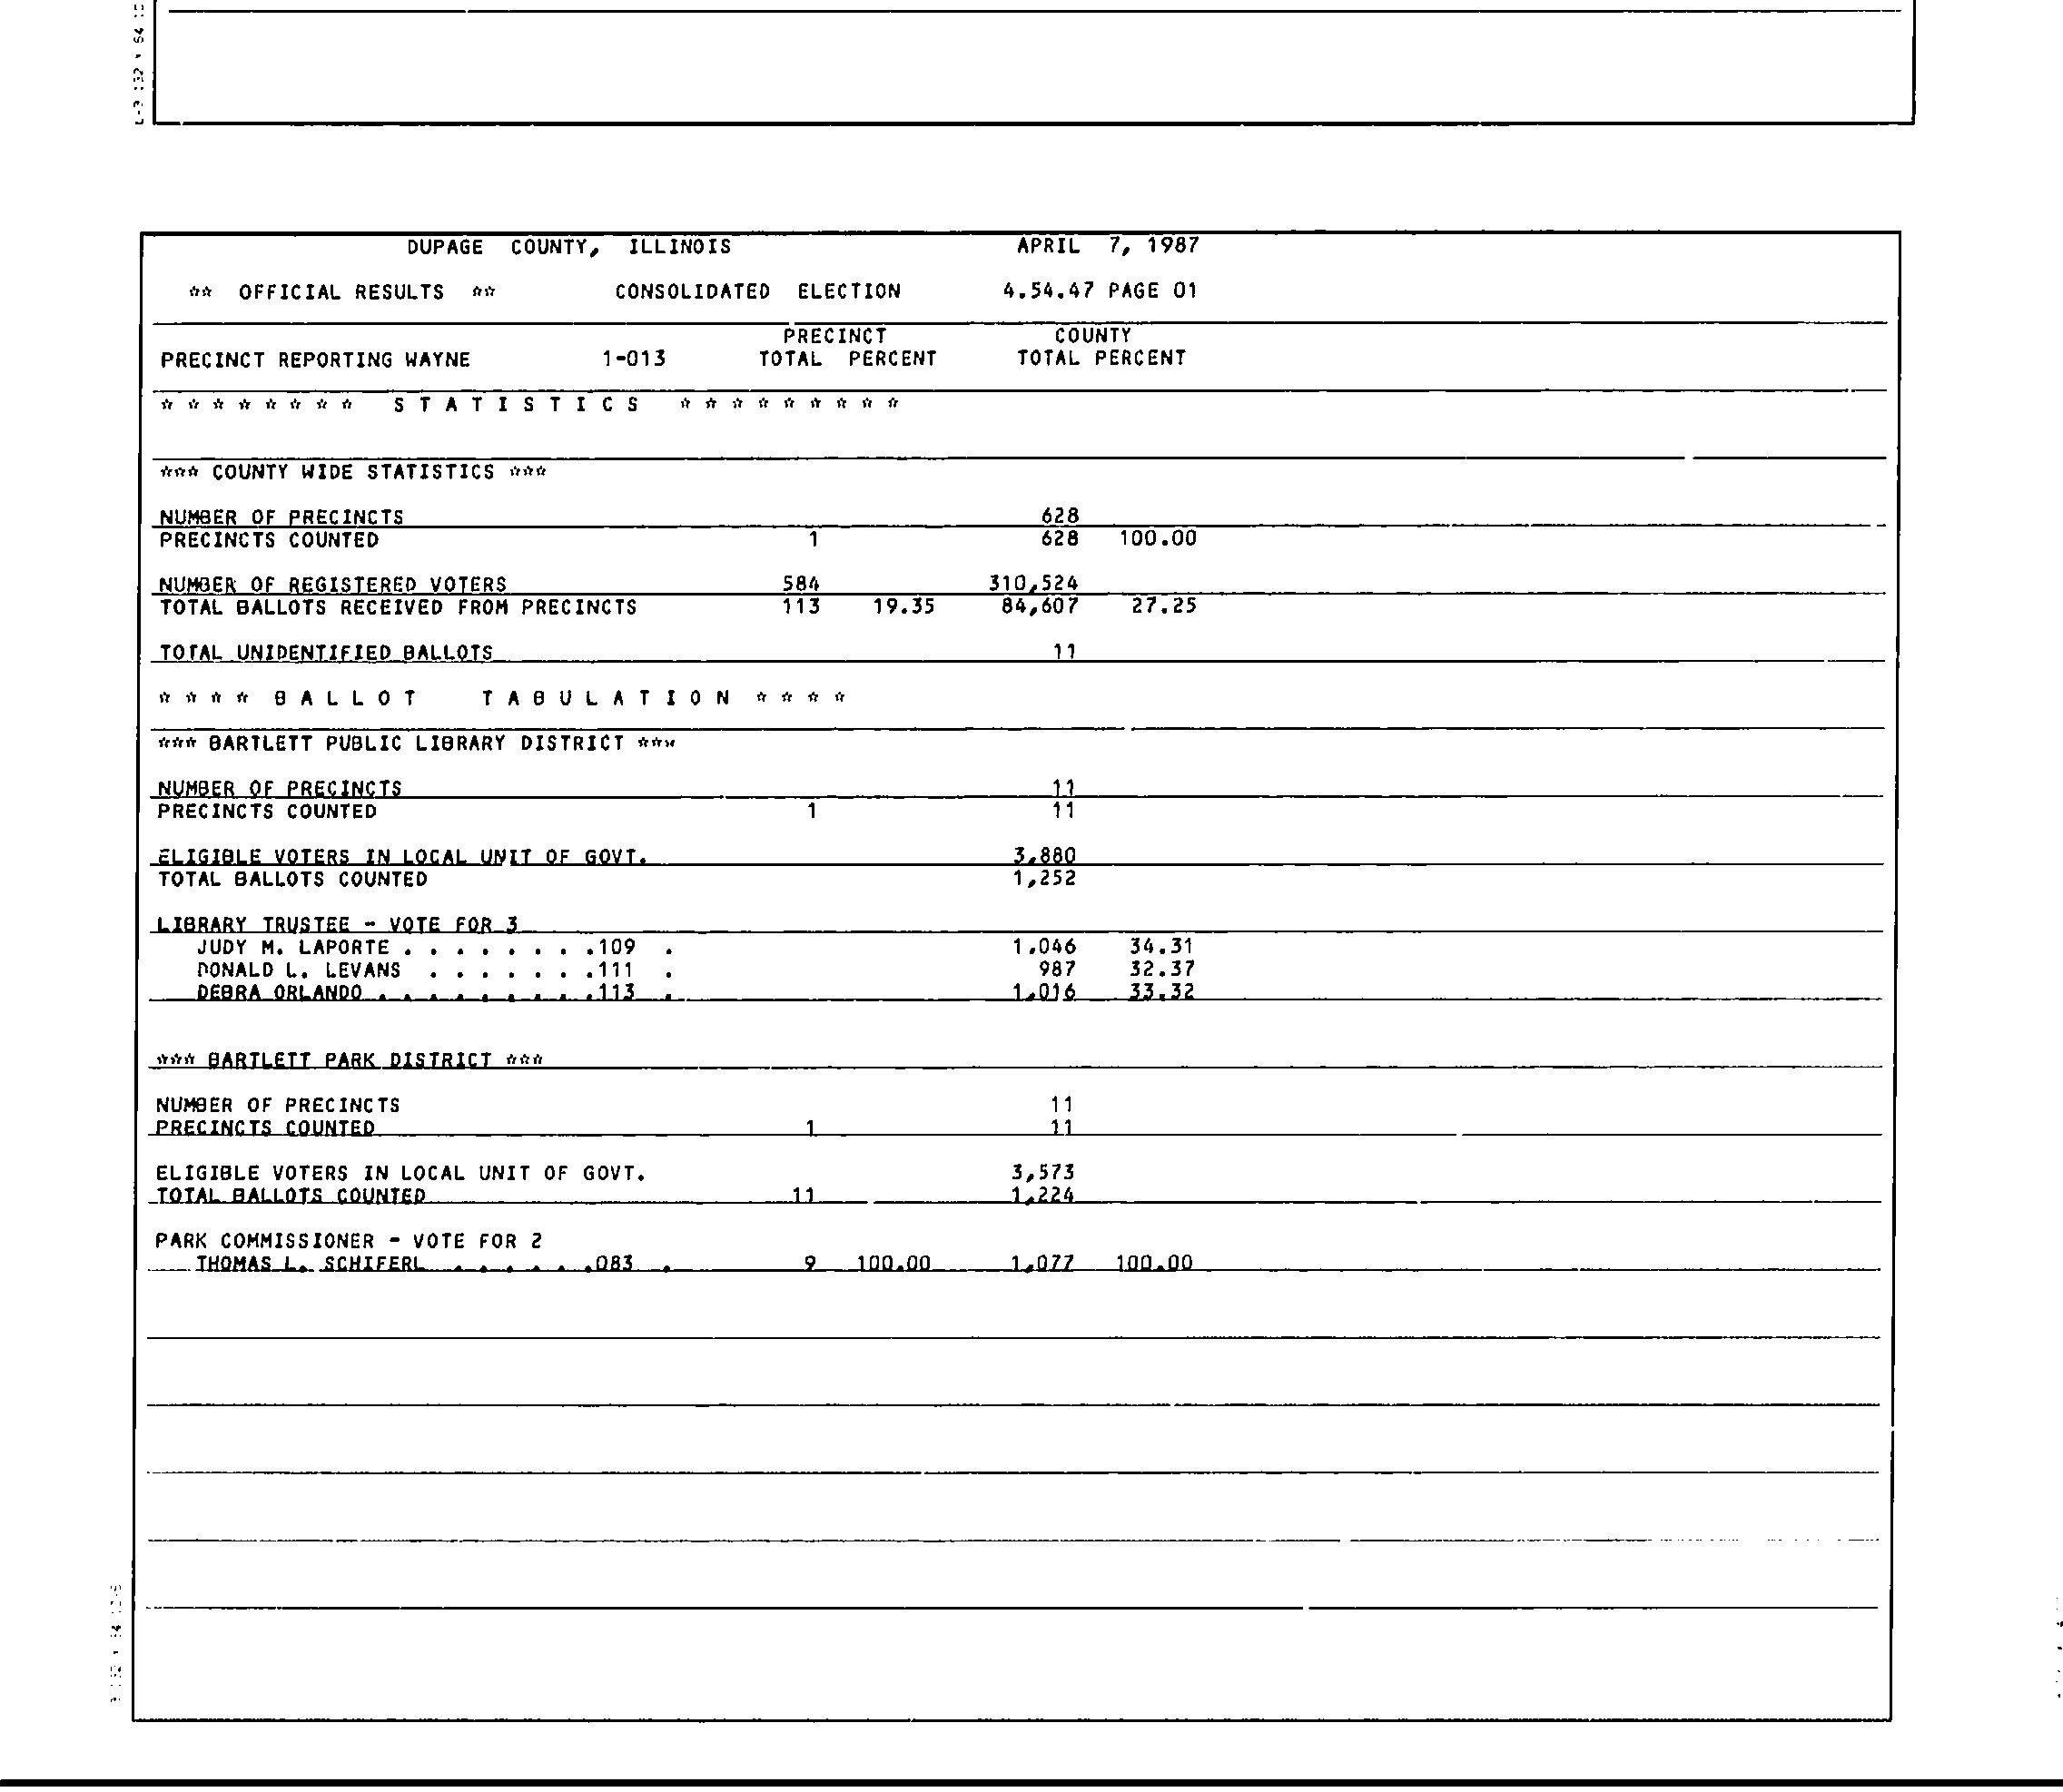 DUPAGE COUNTY, ILLINOIS APRIL 7, 1987
** OFFICIAL RESULTS ** CONSOLIDATED ELECTION 4.54.47 PAGE 01
PRECINCT COUNTY
PRECINCT REPORTING WAYNE 1-013 TOTAL PERCENT TOTAL PERCENT
* * * * * * * * S T A T I S T I C S * * * * * * * * *
*** COUNTY WIDE STATISTICS ***
NUMBER OF PRECINCTS 628
PRECINCTS COUNTED 1 628 100.00
NUMBER OF REGISTERED VOTERS 584 310,524
TOTAL BALLOTS RECEIVED FROM PRECINCTS 113 19.35 84,607 27.25
TOTAL UNIDENTIFIED BALLOTS 11
* * * * B A L L O T T A B U L A T I O N * * * *
*** BARTLETT PUBLIC LIBRARY DISTRICT ***
NUMBER OF PRECINCTS 11
PRECINCTS COUNTED 1 11
ELIGIBLE VOTERS IN LOCAL UNIT OF GOVT. 3,880
TOTAL BALLOTS COUNTED 1,252
LIBRARY TRUSTEE - VOTE FOR 3
JUDY M. LAPORTE . . . . . . . .109 . 1,046 34.31
DONALD L. LEVANS . . . . . . .111 . 987 32.37
DEBRA ORLANDO . . . . . . . . .113 . 1,016 33.32
*** BARTLETT PARK DISTRICT ***
NUMBER OF PRECINCTS 11
PRECINCTS COUNTED 1 11
ELIGIBLE VOTERS IN LOCAL UNIT OF GOVT. 3,573
TOTAL BALLOTS COUNTED 11 1,224
PARK COMMISSIONER - VOTE FOR 2
THOMAS L. SCHIFERL . . . . . .083 . 9 100.00 1,077 100.00